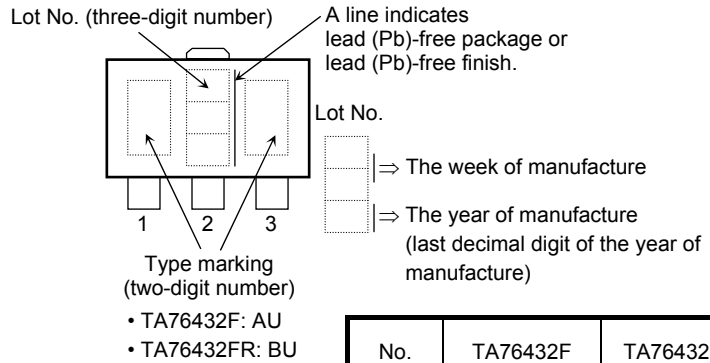 Lot No. (three-digit number)
A line indicates
lead (Pb)-free package or
lead (Pb)-free finish.
Lot No.
⇒ The week of manufacture
⇒ The year of manufacture
(last decimal digit of the year of
manufacture)
1 2 3
Type marking
(two-digit number)
• TA76432F: AU
• TA76432FR: BU
No. TA76432F TA76432